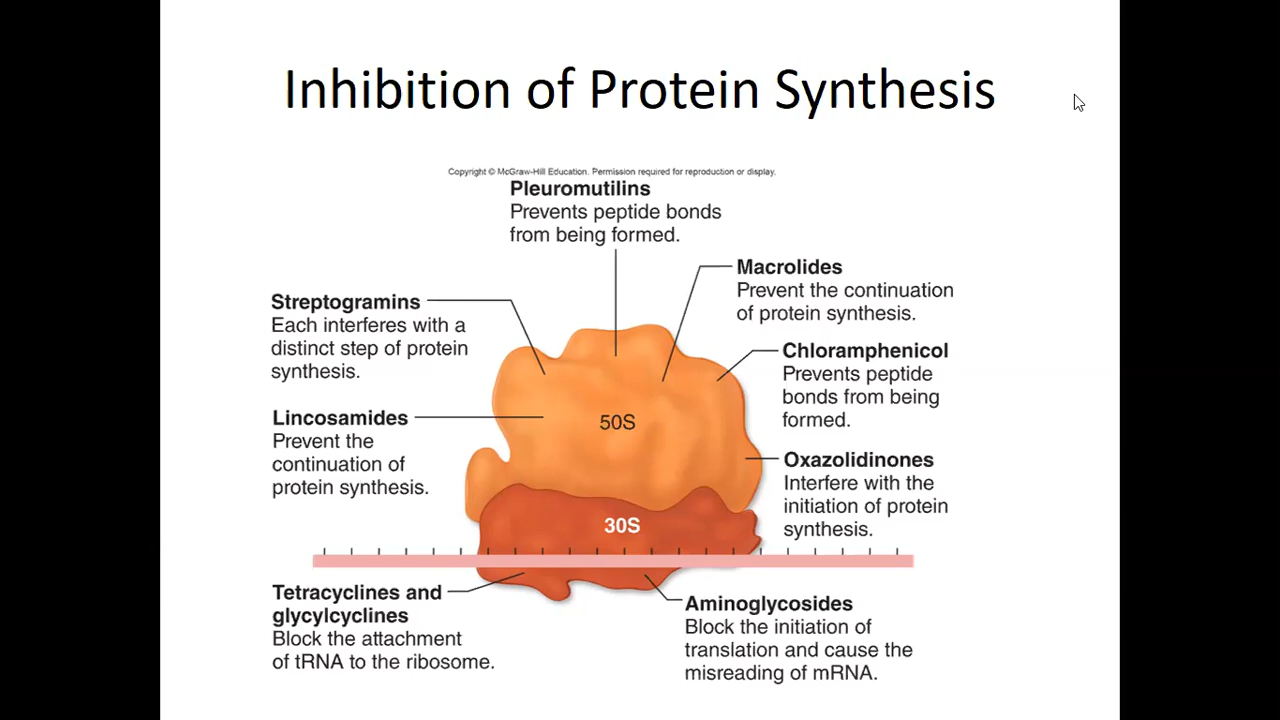 Inhibition of Protein Synthesis
Copyright © McGraw-Hill Education. Permission required for reproduction or display.
Pleuromutilins
Prevents peptide bonds
from being formed.
Macrolides
Prevent the continuation
of protein synthesis.
Streptogramins
Each interferes with a
distinct step of protein
synthesis.
Chloramphenicol
Prevents peptide
bonds from being
formed.
Lincosamides
Prevent the
continuation of
protein synthesis.
50S
Oxazolidinones
Interfere with the
initiation of protein
synthesis.
30S
Tetracyclines and
glycylcyclines
Block the attachment
of tRNA to the ribosome.
Aminoglycosides
Block the initiation of
translation and cause the
misreading of mRNA.